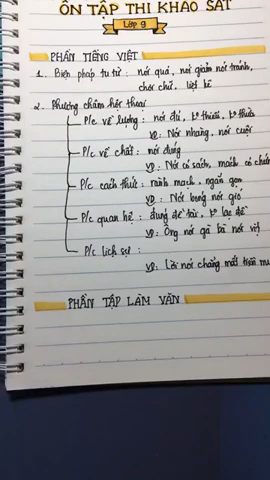 ÔN TẬP THI KHẢO SÁT
Lớp 9
PHẦN TIẾNG VIỆT
1. Biện pháp tu từ: nói quá, nói giảm nói tránh,
chơi chữ, liệt kê
2. Phương châm hội thoại
P/c về lượng: nói đủ, kº thiếu, kº thừa
VD: Nói nhăng, nói cuội
P/c về chất: nói đúng
VD: Nói có sách, mách có chứn
P/c cách thức: rành mạch, ngắn gọn
VD: Nói bóng nói gió
P/c quan hệ: đúng đề tài, kº lạc đề
VD: Ông nói gà bà nói vịt
P/c lịch sự:
VD: Lời nói chẳng mất tiền mu
PHẦN TẬP LÀM VĂN